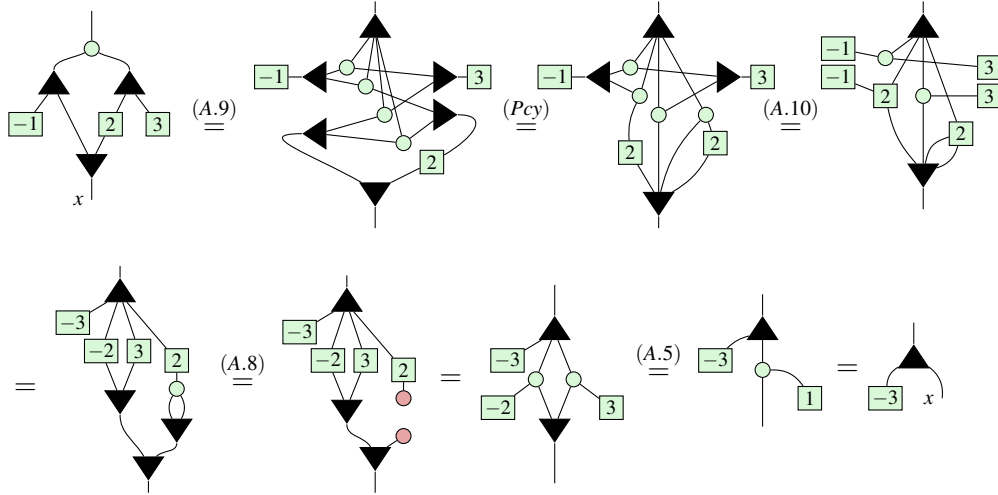 −1 2 3 x
(A.9)
=
−1 3 2
(Pcy)
=
−1 3 2 2
(A.10)
=
−1 −1 2 3 3 2
=
−3 −2 3 2
(A.8)
=
−3 −2 3 2
=
−3 −2 3
(A.5)
=
−3 1
=
−3 x